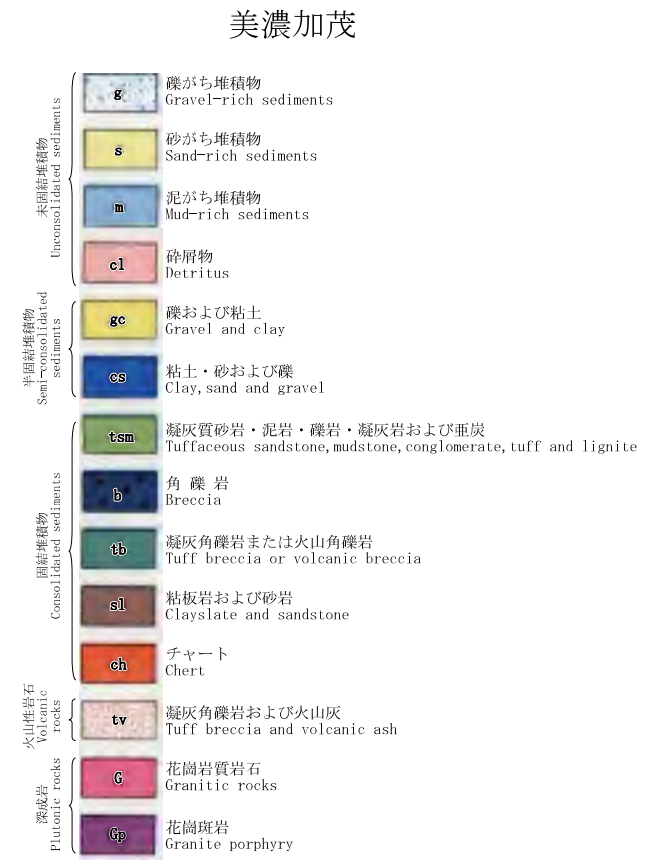 美濃加茂
未固結堆積物
Unconsolidated sediments
g
礫がち堆積物
Gravel-rich sediments
s
砂がち堆積物
Sand-rich sediments
m
泥がち堆積物
Mud-rich sediments
cl
砕屑物
Detritus
半固結堆積物
Semi-consolidated
sediments
gc
礫および粘土
Gravel and clay
cs
粘土・砂および礫
Clay,sand and gravel
固結堆積物
Consolidated sediments
tsm
凝灰質砂岩・泥岩・礫岩・凝灰岩および亜炭
Tuffaceous sandstone,mudstone,conglomerate,tuff and lignite
b
角 礫 岩
Breccia
tb
凝灰角礫岩または火山角礫岩
Tuff breccia or volcanic breccia
sl
粘板岩および砂岩
Clayslate and sandstone
ch
チャート
Chert
火山性岩石
Volcanic
rocks
tv
凝灰角礫岩および火山灰
Tuff breccia and volcanic ash
深成岩
Plutonic rocks
G
花崗岩質岩石
Granitic rocks
Gp
花崗斑岩
Granite porphyry